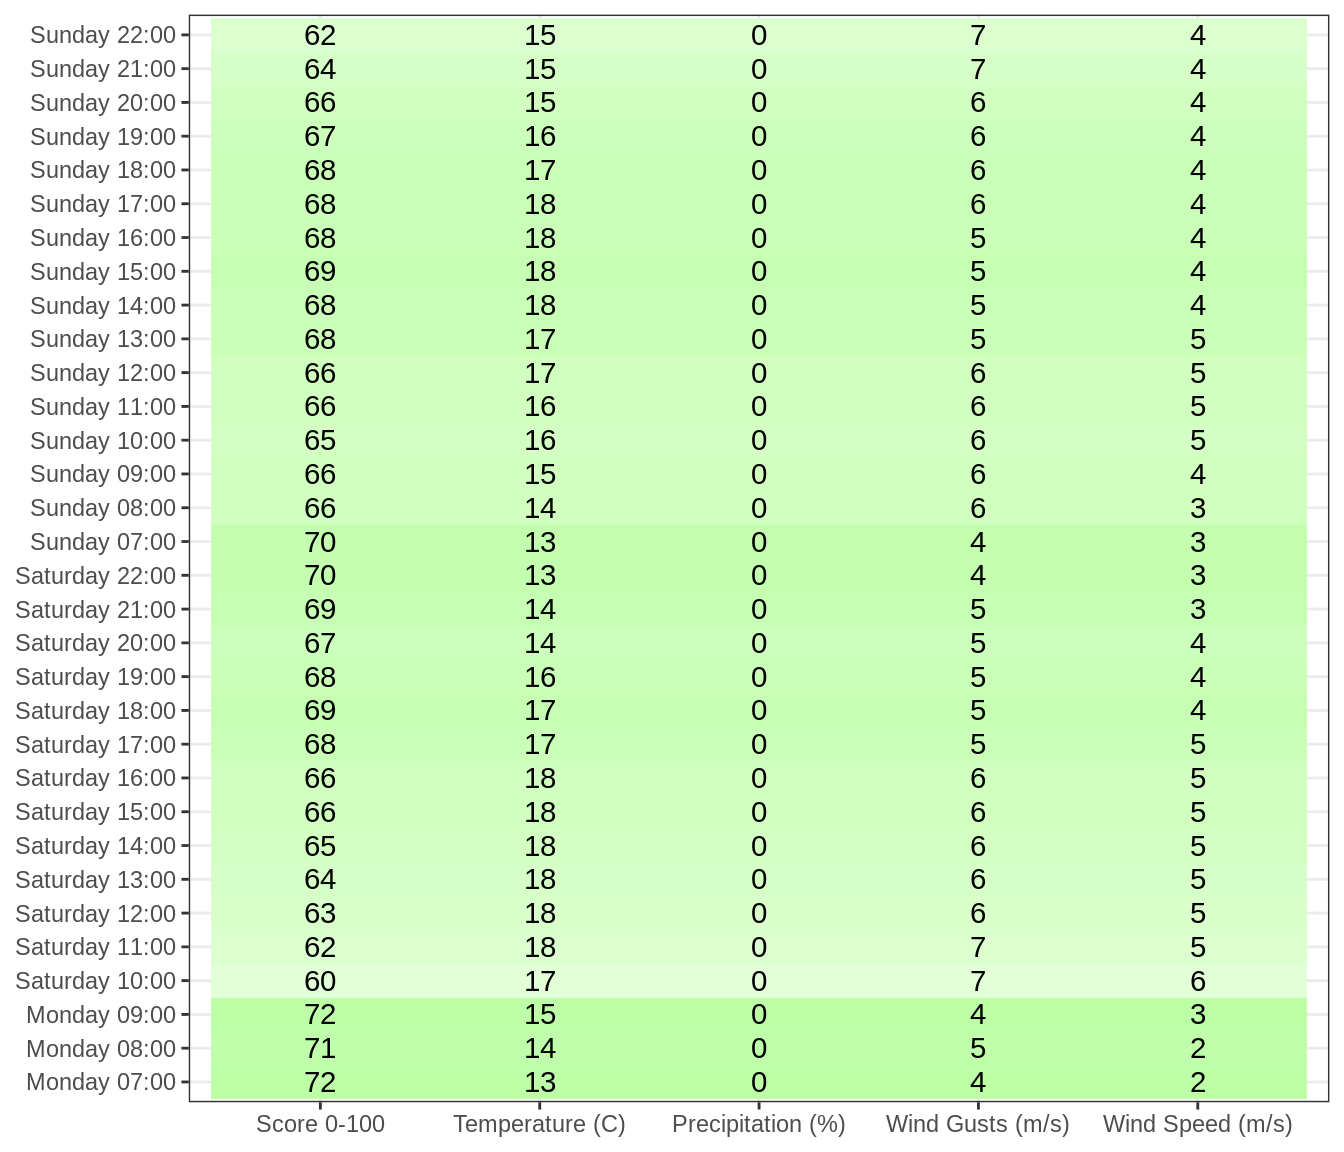 Sunday 22:00 62 15 0 7 4
Sunday 21:00 64 15 0 7 4
Sunday 20:00 66 15 0 6 4
Sunday 19:00 67 16 0 6 4
Sunday 18:00 68 17 0 6 4
Sunday 17:00 68 18 0 6 4
Sunday 16:00 68 18 0 5 4
Sunday 15:00 69 18 0 5 4
Sunday 14:00 68 18 0 5 4
Sunday 13:00 68 17 0 5 5
Sunday 12:00 66 17 0 6 5
Sunday 11:00 66 16 0 6 5
Sunday 10:00 65 16 0 6 5
Sunday 09:00 66 15 0 6 4
Sunday 08:00 66 14 0 6 3
Sunday 07:00 70 13 0 4 3
Saturday 22:00 70 13 0 4 3
Saturday 21:00 69 14 0 5 3
Saturday 20:00 67 14 0 5 4
Saturday 19:00 68 16 0 5 4
Saturday 18:00 69 17 0 5 4
Saturday 17:00 68 17 0 5 5
Saturday 16:00 66 18 0 6 5
Saturday 15:00 66 18 0 6 5
Saturday 14:00 65 18 0 6 5
Saturday 13:00 64 18 0 6 5
Saturday 12:00 63 18 0 6 5
Saturday 11:00 62 18 0 7 5
Saturday 10:00 60 17 0 7 6
Monday 09:00 72 15 0 4 3
Monday 08:00 71 14 0 5 2
Monday 07:00 72 13 0 4 2
Score 0-100 Temperature (C) Precipitation (%) Wind Gusts (m/s) Wind Speed (m/s)